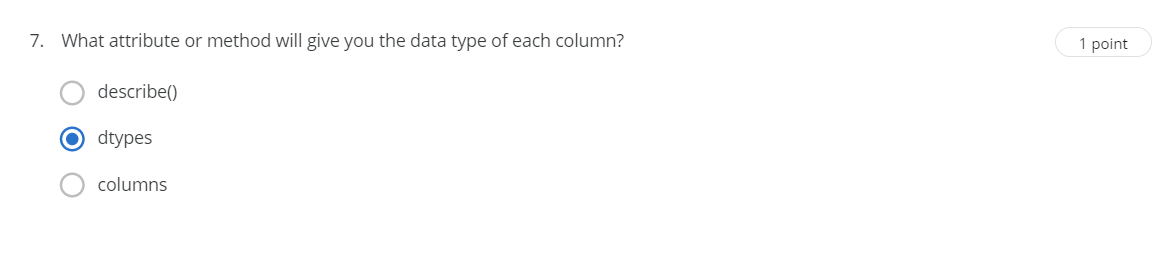 7. What attribute or method will give you the data type of each column?
1 point
describe()
dtypes
columns